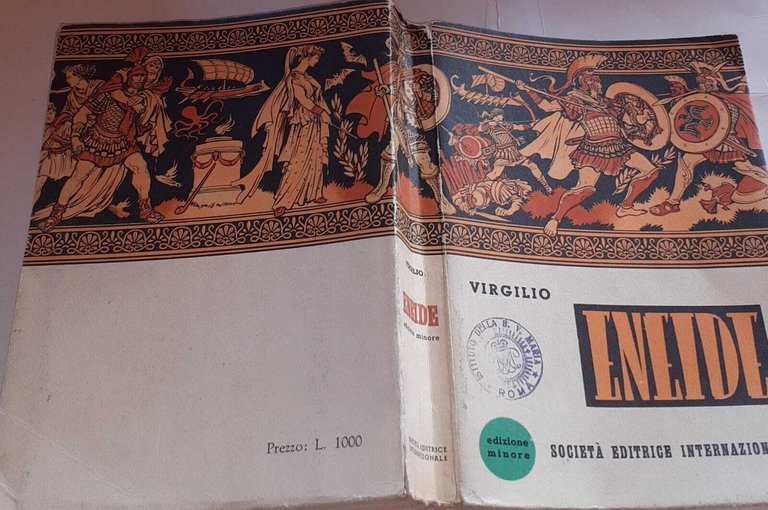 Prezzo: L. 1000
VIRGILIO
ENEIDE
edizione minore
SOCIETÀ EDITRICE
INTERNAZIONALE
VIRGILIO
ENEIDE
ISTITUTO DELLA B. V. MARIA
ROMA
edizione
minore
SOCIETÀ EDITRICE INTERNAZION